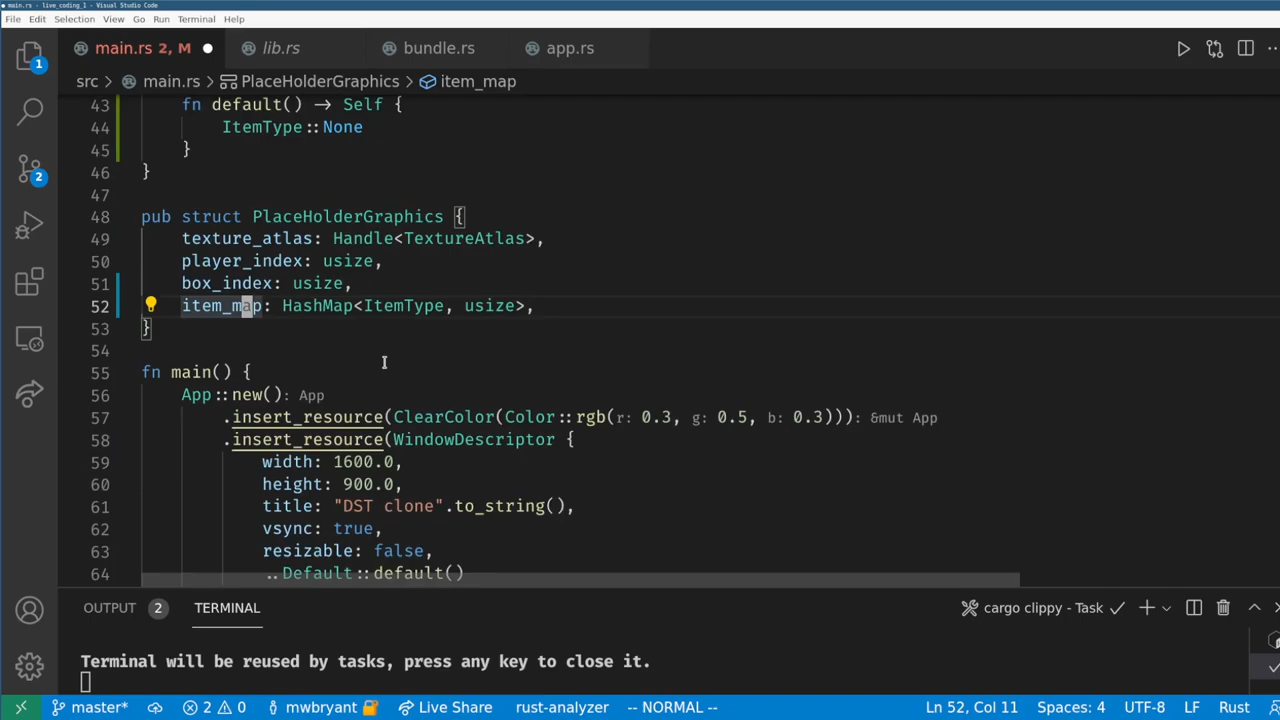 main.rs - live_coding_1 - Visual Studio Code
File Edit Selection View Go Run Terminal Help
main.rs 2, M lib.rs bundle.rs app.rs
src > main.rs > PlaceHolderGraphics > item_map
43 fn default() → Self {
44 ItemType::None
45 }
46 }
47
48 pub struct PlaceHolderGraphics {
49 texture_atlas: Handle<TextureAtlas>,
50 player_index: usize,
51 box_index: usize,
52 item_map: HashMap<ItemType, usize>,
53 }
54
55 fn main() {
56 App::new(): App
57 .insert_resource(ClearColor(Color::rgb(r: 0.3, g: 0.5, b: 0.3))): &mut App
58 .insert_resource(WindowDescriptor {
59 width: 1600.0,
60 height: 900.0,
61 title: "DST clone".to_string(),
62 vsync: true,
63 resizable: false,
64 ..Default::default()
1
2
OUTPUT 2 TERMINAL cargo clippy - Task
Terminal will be reused by tasks, press any key to close it.
master* 2 0 mwbryant Live Share rust-analyzer -- NORMAL -- Ln 52, Col 11 Spaces: 4 UTF-8 LF Rust